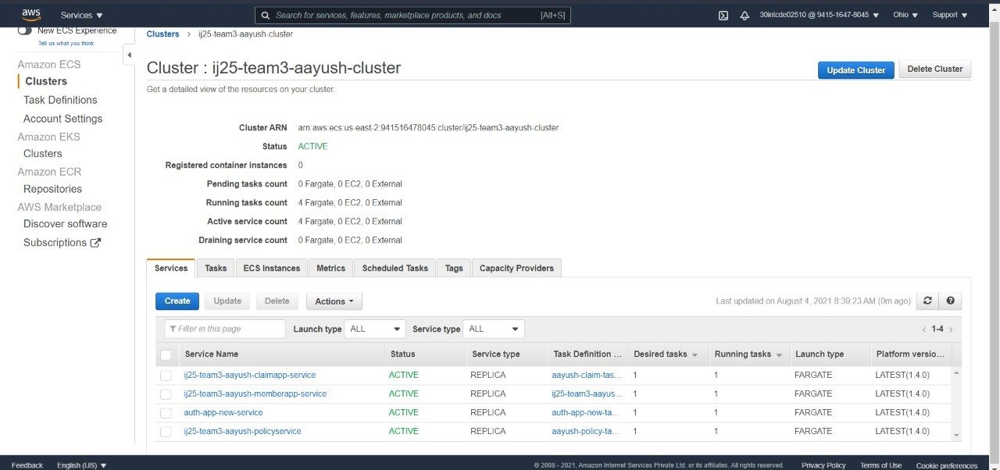 aws Services Search for services, features, marketplace products, and docs [Alt+S] 30intcde02510 @ 9415-1647-8045 Ohio Support
New ECS Experience
Tell us what you think
Amazon ECS
Clusters
Task Definitions
Account Settings
Amazon EKS
Clusters
Amazon ECR
Repositories
AWS Marketplace
Discover software
Subscriptions
Clusters > ij25-team3-aayush-cluster
Cluster : ij25-team3-aayush-cluster
Update Cluster Delete Cluster
Get a detailed view of the resources on your cluster.
Cluster ARN arn:aws:ecs:us-east-2:941516478045:cluster/ij25-team3-aayush-cluster
Status ACTIVE
Registered container instances 0
Pending tasks count 0 Fargate, 0 EC2, 0 External
Running tasks count 4 Fargate, 0 EC2, 0 External
Active service count 4 Fargate, 0 EC2, 0 External
Draining service count 0 Fargate, 0 EC2, 0 External
Services Tasks ECS Instances Metrics Scheduled Tasks Tags Capacity Providers
Create Update Delete Actions Last updated on August 4, 2021 8:39:23 AM (0m ago)
Filter in this page Launch type ALL Service type ALL < 1-4 >
Service Name Status Service type Task Definition ... Desired tasks Running tasks Launch type Platform versio...
ij25-team3-aayush-claimapp-service ACTIVE REPLICA aayush-claim-tas... 1 1 FARGATE LATEST(1.4.0)
ij25-team3-aayush-memberapp-service ACTIVE REPLICA ij25-team3-aayus... 1 1 FARGATE LATEST(1.4.0)
auth-app-new-service ACTIVE REPLICA auth-app-new-ta... 1 1 FARGATE LATEST(1.4.0)
ij25-team3-aayush-policyservice ACTIVE REPLICA aayush-policy-ta... 1 1 FARGATE LATEST(1.4.0)
Feedback English (US) © 2008 - 2021, Amazon Internet Services Private Ltd. or its affiliates. All rights reserved. Privacy Policy Terms of Use Cookie preferences